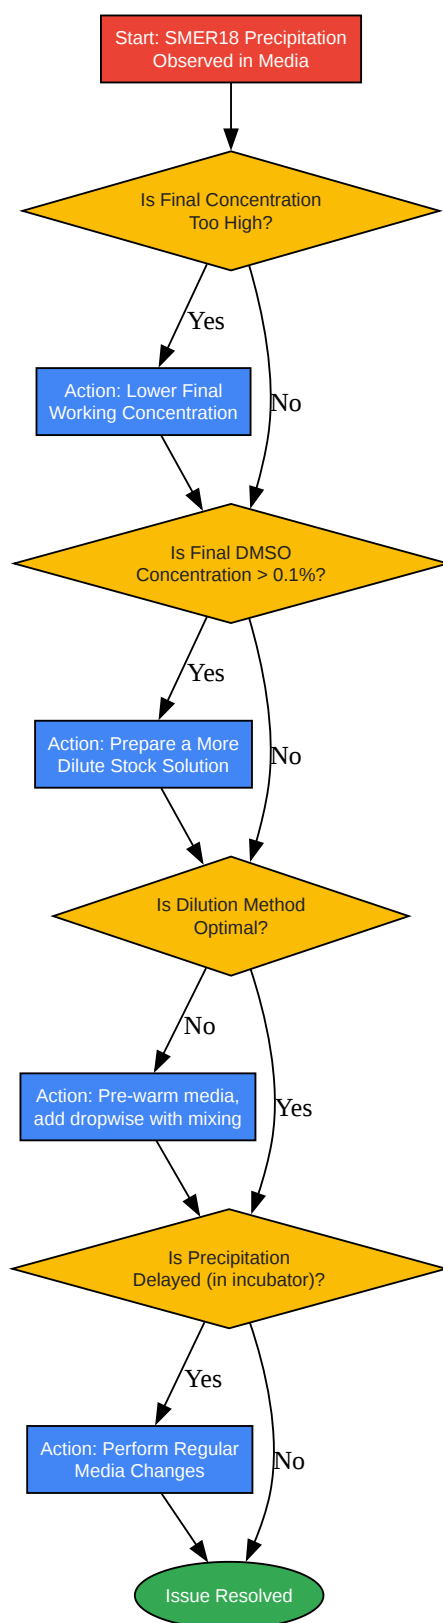 Start: SMER18 Precipitation
Observed in Media
Is Final Concentration
Too High?
Yes
Action: Lower Final
Working Concentration
No
Is Final DMSO
Concentration > 0.1%?
Yes
Action: Prepare a More
Dilute Stock Solution
No
Is Dilution Method
Optimal?
No
Action: Pre-warm media,
add dropwise with mixing
Yes
Is Precipitation
Delayed (in incubator)?
Yes
Action: Perform Regular
Media Changes
No
Issue Resolved